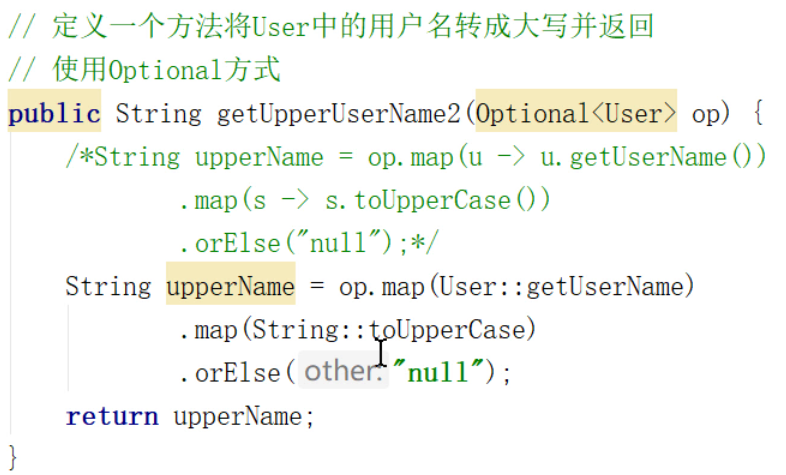 // 定义一个方法将User中的用户名转成大写并返回
// 使用Optional方式
public String getUpperUserName2(Optional<User> op) {
/*String upperName = op.map(u -> u.getUserName())
.map(s -> s.toUpperCase())
.orElse("null");*/
String upperName = op.map(User::getUserName)
.map(String::toUpperCase)
.orElse( other: "null");
return upperName;
}